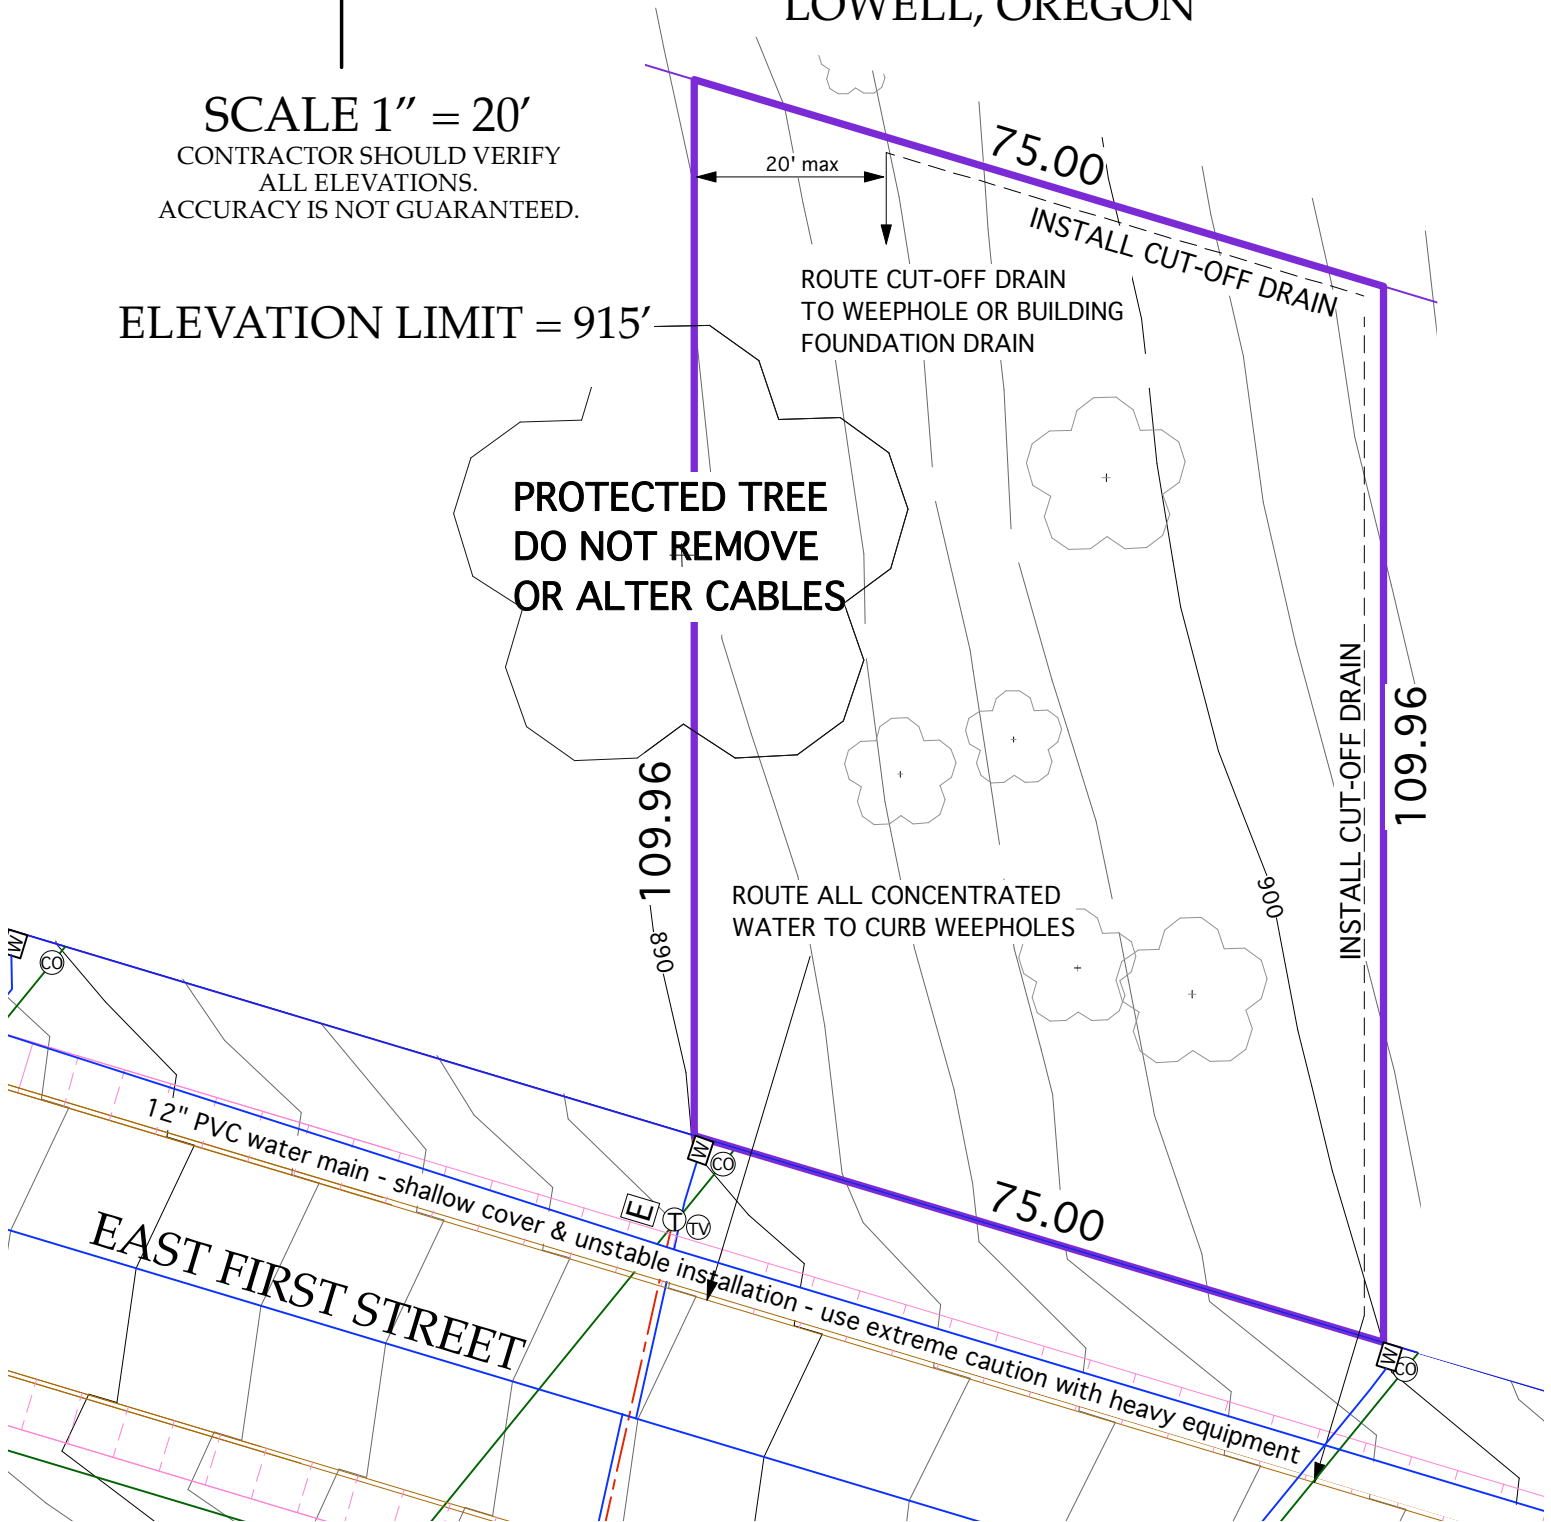 LOWELL, OREGON
SCALE 1" = 20'
CONTRACTOR SHOULD VERIFY
ALL ELEVATIONS.
ACCURACY IS NOT GUARANTEED.
75.00
20' max
INSTALL CUT-OFF DRAIN
ROUTE CUT-OFF DRAIN
TO WEEPHOLE OR BUILDING
FOUNDATION DRAIN
ELEVATION LIMIT = 915'
PROTECTED TREE
DO NOT REMOVE
OR ALTER CABLES
INSTALL CUT-OFF DRAIN
109.96
109.96
900
890
ROUTE ALL CONCENTRATED
WATER TO CURB WEEPHOLES
W
CO
12" PVC water main - shallow cover & unstable installation - use extreme caution with heavy equipment
W
CO
E
T
TV
75.00
EAST FIRST STREET
W
CO